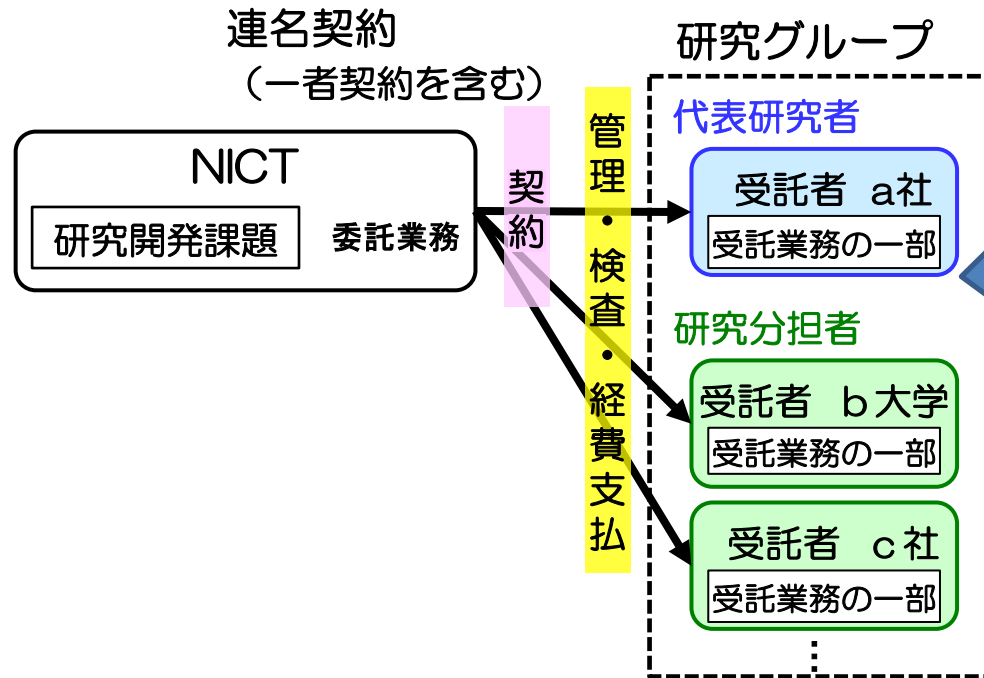 連名契約
（一者契約を含む）
NICT
研究開発課題
委託業務
契約
管理・検査・経費支払
研究グループ
代表研究者
受託者 a社
受託業務の一部
研究分担者
受託者 b大学
受託業務の一部
受託者 c社
受託業務の一部